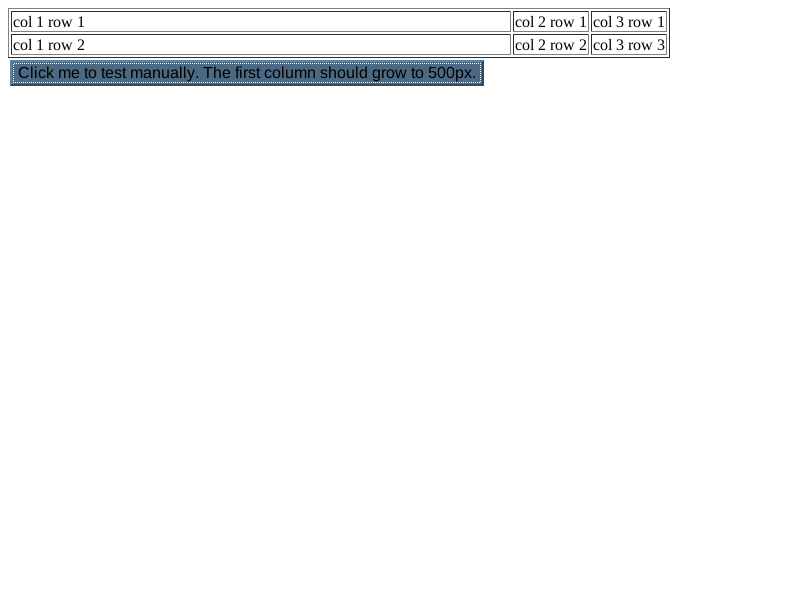 col 1 row 1 col 2 row 1 col 3 row 1
col 1 row 2 col 2 row 2 col 3 row 3
Click me to test manually. The first column should grow to 500px.